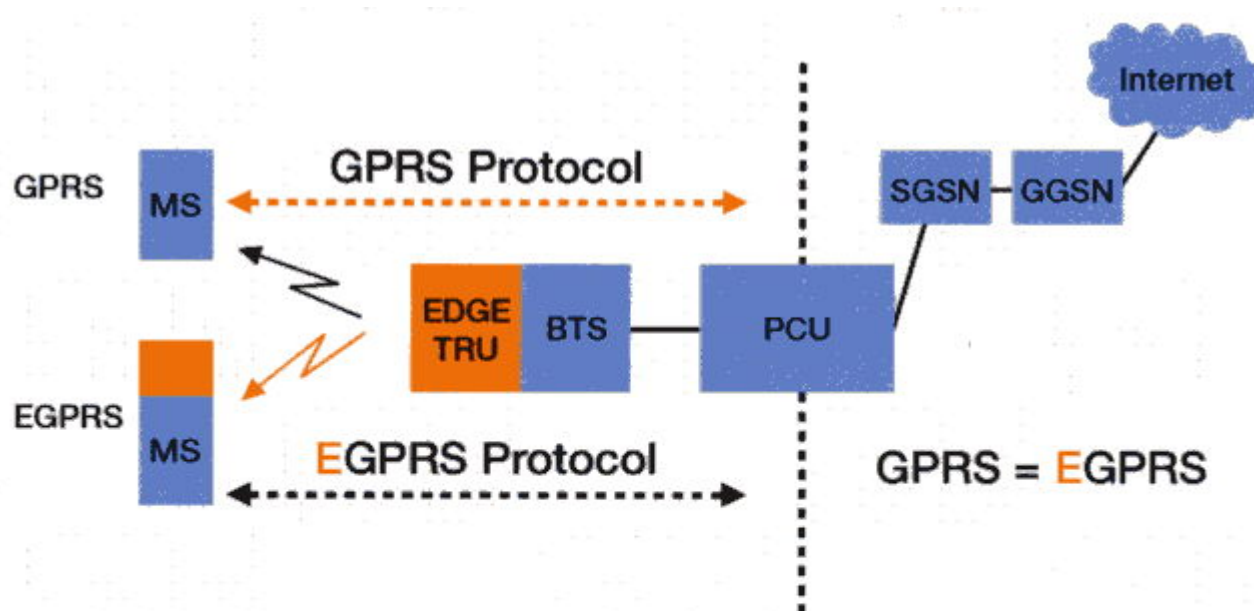 Internet
GPRS
MS
GPRS Protocol
SGSN
GGSN
EDGE
TRU
BTS
PCU
EGPRS
MS
EGPRS Protocol
GPRS = EGPRS